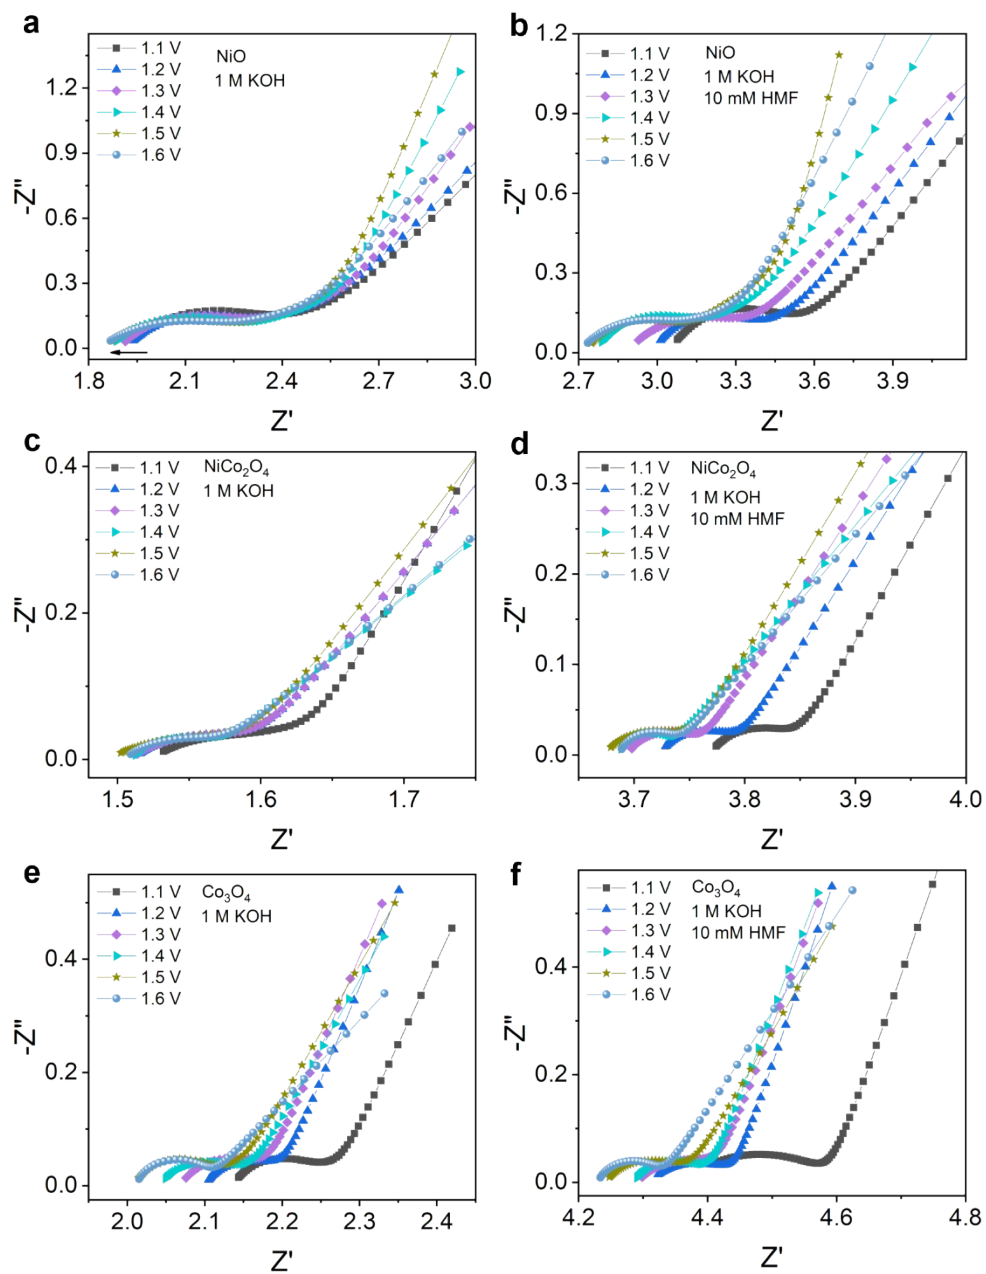 a
1.1 V
1.2 V
1.3 V
1.4 V
1.5 V
1.6 V
NiO
1 M KOH
-Z"
1.2
0.9
0.6
0.3
0.0
1.8
2.1
2.4
2.7
3.0
Z'
b
1.1 V
1.2 V
1.3 V
1.4 V
1.5 V
1.6 V
NiO
1 M KOH
10 mM HMF
-Z"
1.2
0.9
0.6
0.3
0.0
2.7
3.0
3.3
3.6
3.9
Z'
c
1.1 V
1.2 V
1.3 V
1.4 V
1.5 V
1.6 V
NiCo₂O₄
1 M KOH
-Z"
0.4
0.2
0.0
1.5
1.6
1.7
Z'
d
1.1 V
1.2 V
1.3 V
1.4 V
1.5 V
1.6 V
NiCo₂O₄
1 M KOH
10 mM HMF
-Z"
0.3
0.2
0.1
0.0
3.7
3.8
3.9
4.0
Z'
e
1.1 V
1.2 V
1.3 V
1.4 V
1.5 V
1.6 V
Co₃O₄
1 M KOH
-Z"
0.4
0.2
0.0
2.0
2.1
2.2
2.3
2.4
Z'
f
1.1 V
1.2 V
1.3 V
1.4 V
1.5 V
1.6 V
Co₃O₄
1 M KOH
10 mM HMF
-Z"
0.4
0.2
0.0
4.2
4.4
4.6
4.8
Z'